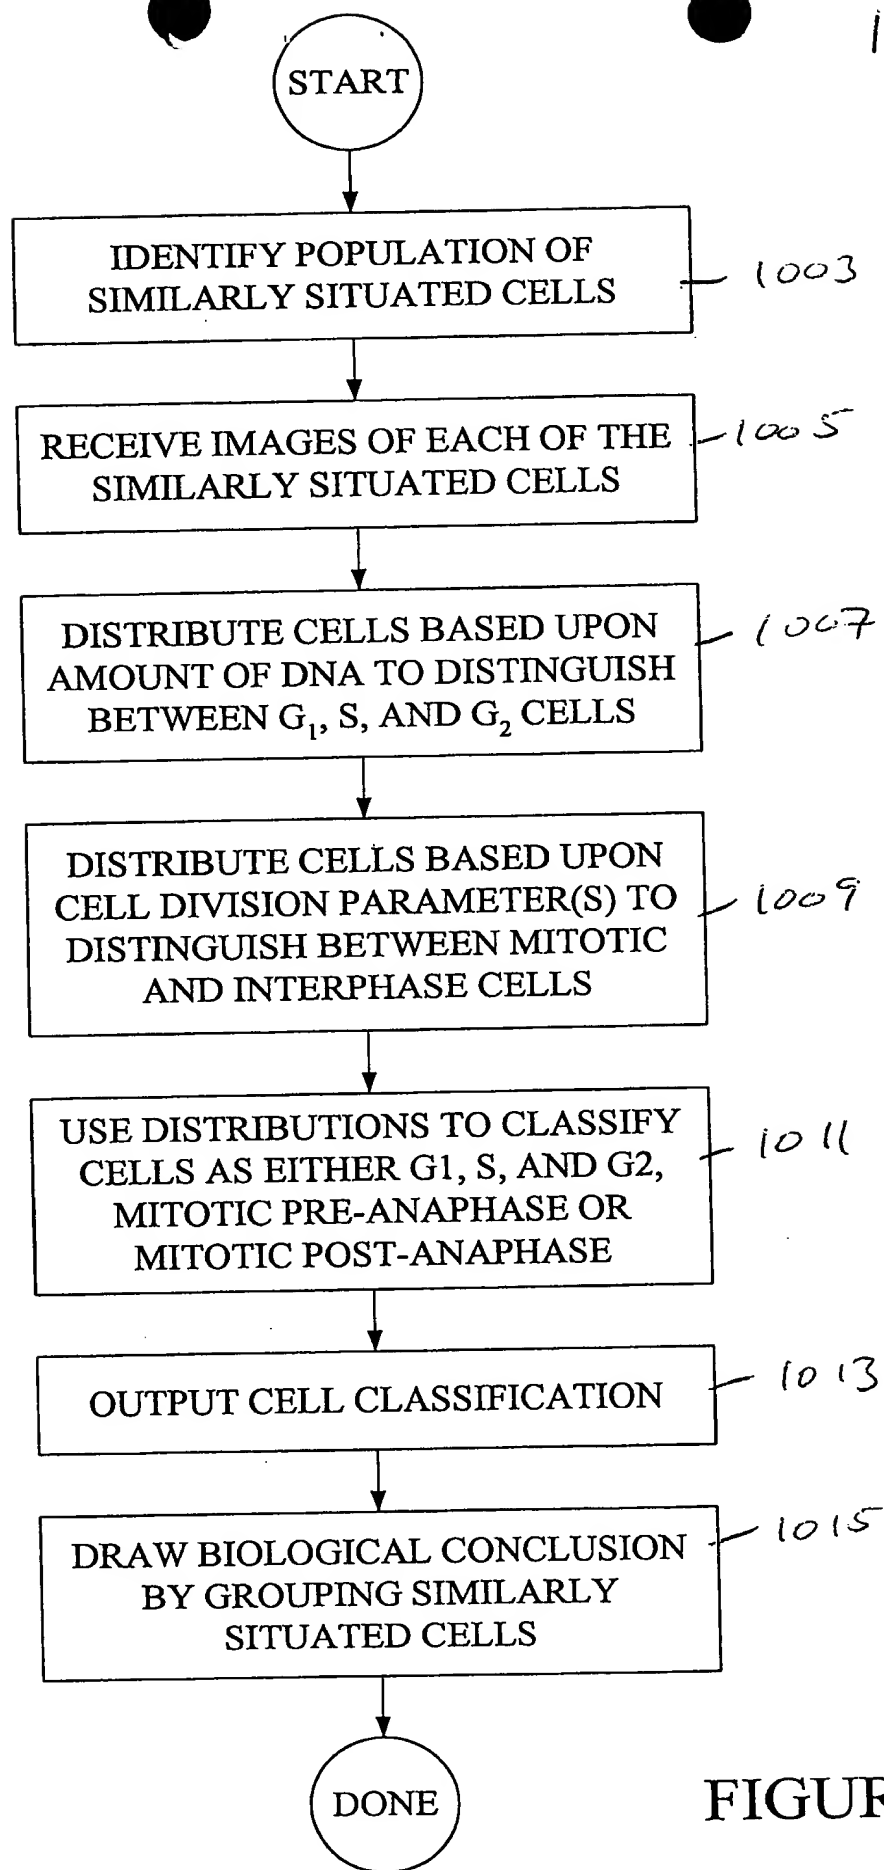 START
IDENTIFY POPULATION OF
SIMILARLY SITUATED CELLS
1003
RECEIVE IMAGES OF EACH OF THE
SIMILARLY SITUATED CELLS
1005
DISTRIBUTE CELLS BASED UPON
AMOUNT OF DNA TO DISTINGUISH
BETWEEN G₁, S, AND G₂ CELLS
1007
DISTRIBUTE CELLS BASED UPON
CELL DIVISION PARAMETER(S) TO
DISTINGUISH BETWEEN MITOTIC
AND INTERPHASE CELLS
1009
USE DISTRIBUTIONS TO CLASSIFY
CELLS AS EITHER G1, S, AND G2,
MITOTIC PRE-ANAPHASE OR
MITOTIC POST-ANAPHASE
1011
OUTPUT CELL CLASSIFICATION
1013
DRAW BIOLOGICAL CONCLUSION
BY GROUPING SIMILARLY
SITUATED CELLS
1015
DONE